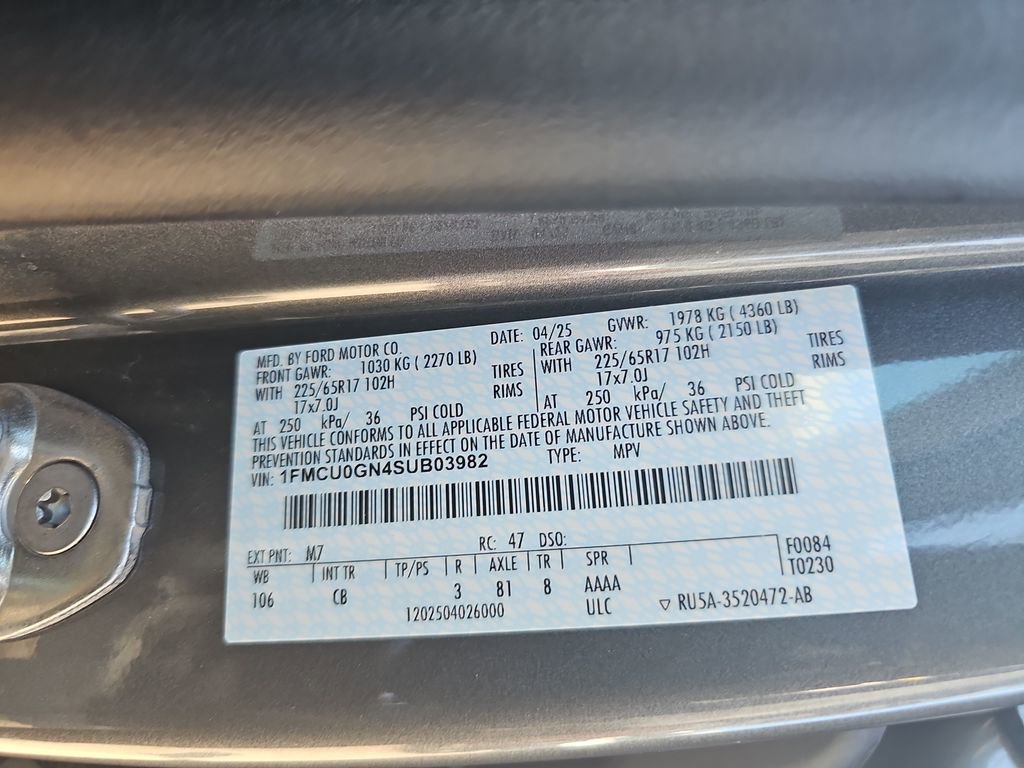 MFD. BY FORD MOTOR CO. DATE: 04/25 GVWR: 1978 KG ( 4360 LB)
FRONT GAWR: 1030 KG ( 2270 LB) REAR GAWR: 975 KG ( 2150 LB)
WITH 225/65R17 102H TIRES WITH 225/65R17 102H TIRES
17x7.0J RIMS 17x7.0J RIMS
AT 250 kPa/ 36 PSI COLD AT 250 kPa/ 36 PSI COLD
THIS VEHICLE CONFORMS TO ALL APPLICABLE FEDERAL MOTOR VEHICLE SAFETY AND THEFT
PREVENTION STANDARDS IN EFFECT ON THE DATE OF MANUFACTURE SHOWN ABOVE.
VIN: 1FMCU0GN4SUB03982 TYPE: MPV
EXT PNT: M7 RC: 47 DSO: F0084
WB INT TR TP/PS R AXLE TR SPR T0230
106 CB 3 81 8 AAAA
1202504026000 ULC ▽ RU5A-3520472-AB